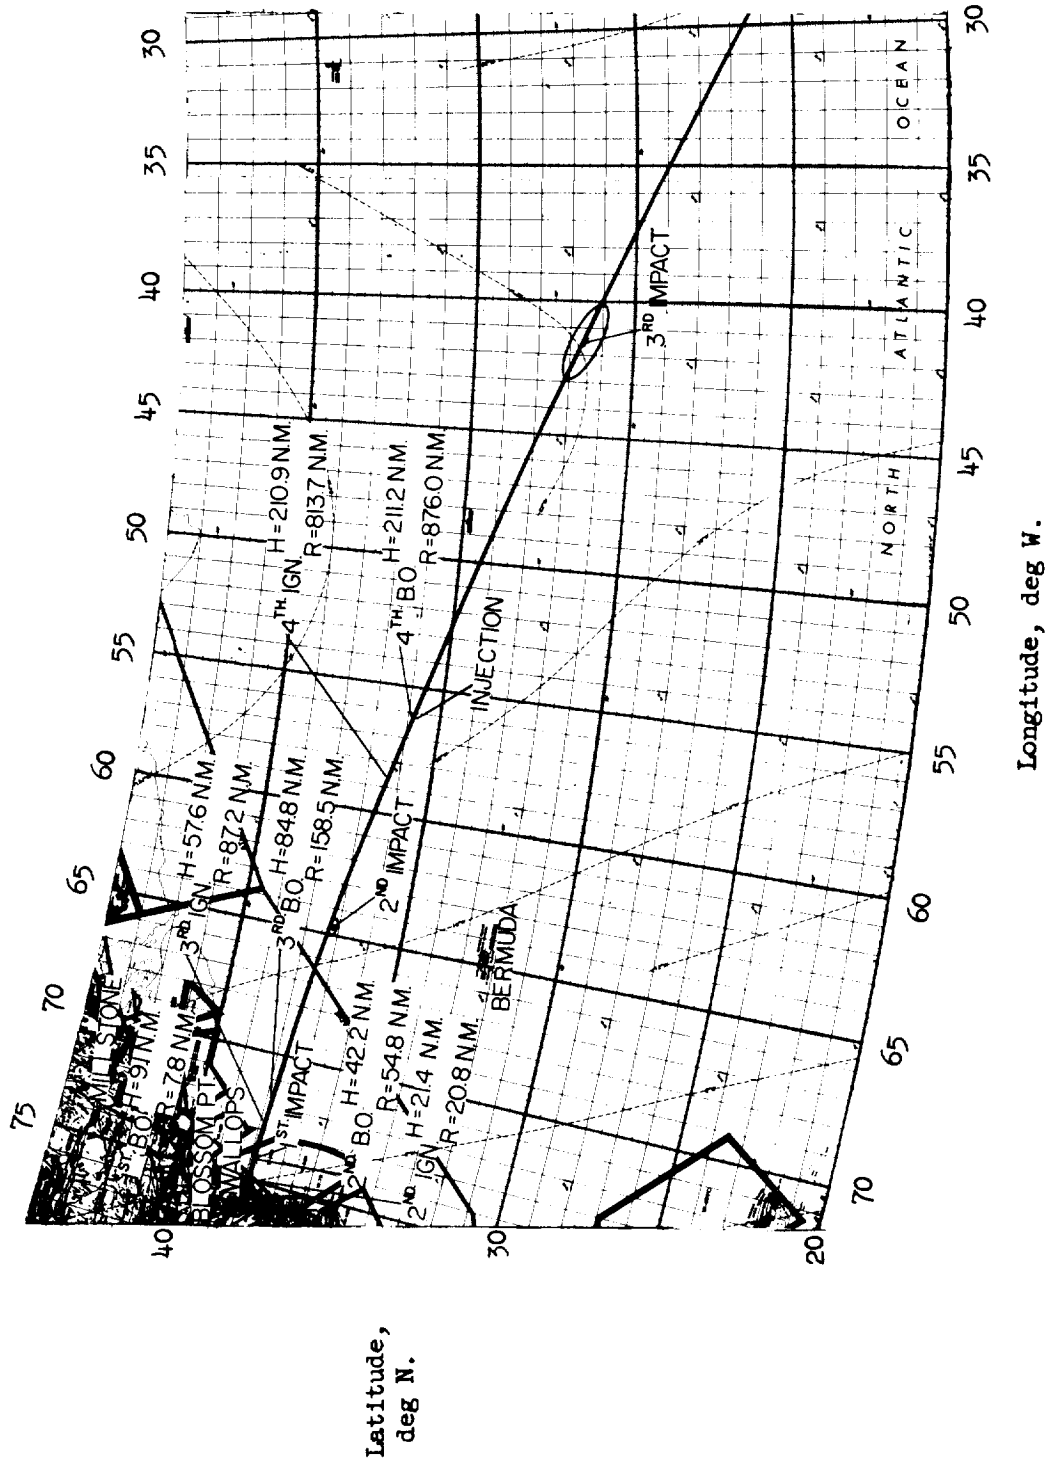 75
70
65
60
55
50
45
40
35
30
MILL STONE
1ST B.O. H=9.1 N.M.
R=7.8 N.M.
BLOSSOM PT.
WALLOPS
3RD IGN H=57.6 N.M.
R=87.2 N.M.
3RD B.O. H=84.8 N.M.
R=158.5 N.M.
4TH IGN. H=210.9 N.M.
R=813.7 N.M.
4TH B.O. H=211.2 N.M.
R=876.0 N.M.
INJECTION
1ST IMPACT
2ND IMPACT
3RD IMPACT
2ND B.O. H=42.2 N.M.
R=54.8 N.M.
2ND IGN H=21.4 N.M.
R=20.8 N.M.
BERMUDA
NORTH ATLANTIC OCEAN
40
30
20
70
65
60
55
50
45
40
35
30
Latitude,
deg N.
Longitude, deg W.